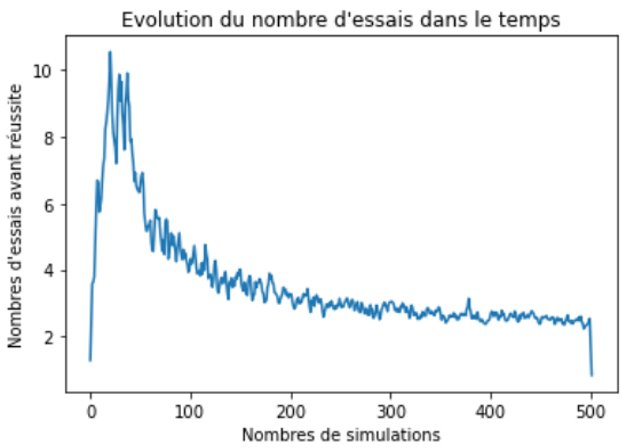 Evolution du nombre d'essais dans le temps
Nombres d'essais avant réussite
10
8
6
4
2
0 100 200 300 400 500
Nombres de simulations